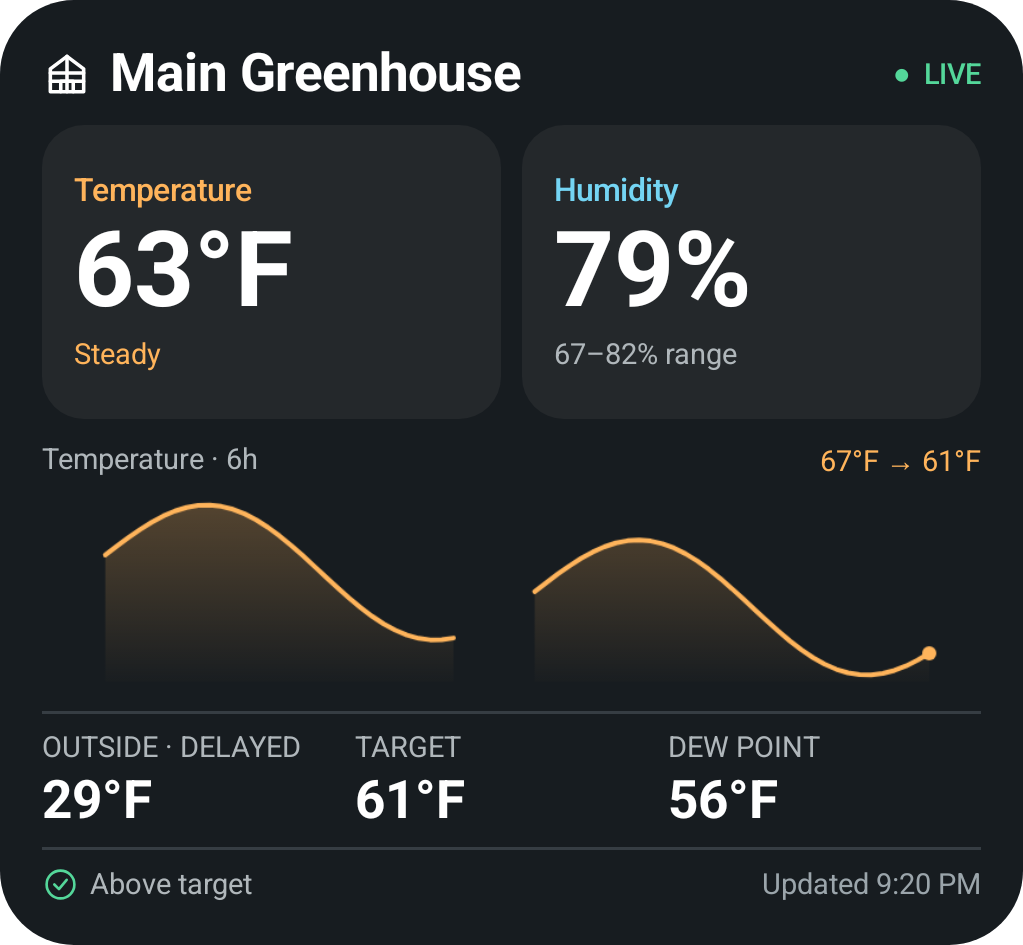 Main Greenhouse
LIVE
Temperature
63°F
Steady
Humidity
79%
67–82% range
Temperature · 6h
67°F → 61°F
OUTSIDE · DELAYED
29°F
TARGET
61°F
DEW POINT
56°F
Above target
Updated 9:20 PM